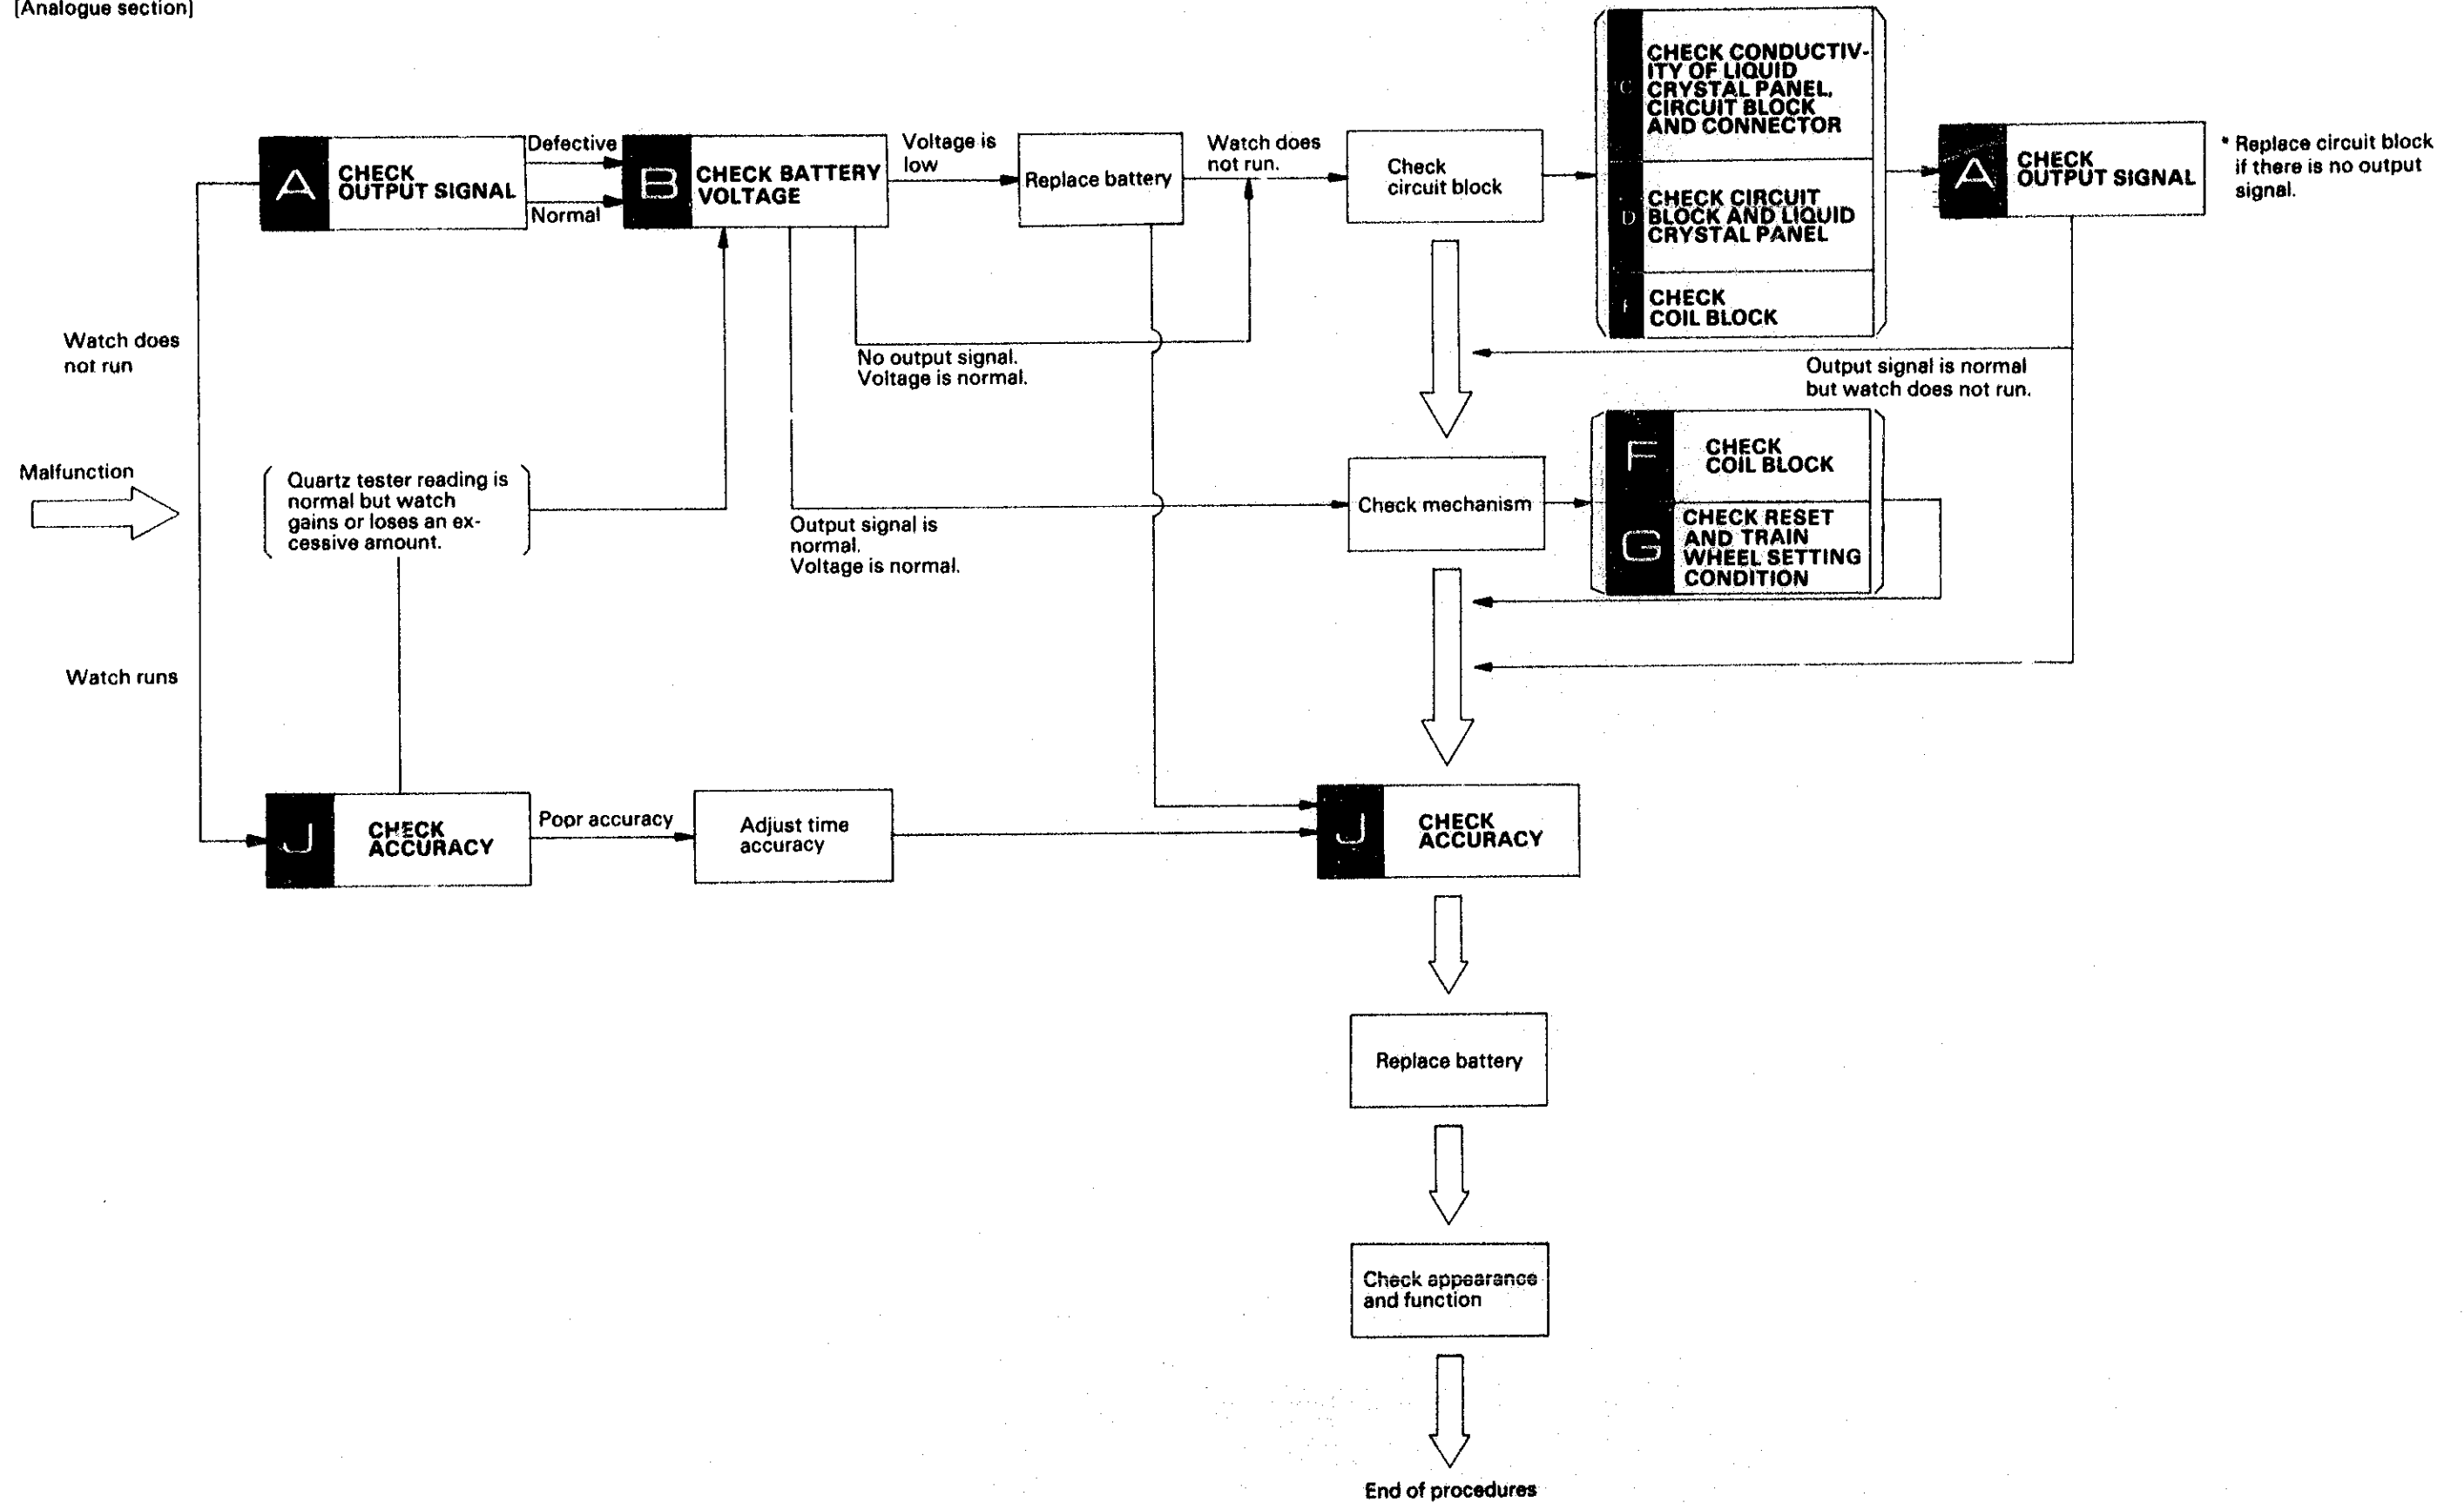 [Analogue section]
Malfunction
Watch does
not run
Watch runs
A
CHECK
OUTPUT SIGNAL
Defective
Normal
B
CHECK BATTERY
VOLTAGE
Voltage is
low
Replace battery
Watch does
not run.
Check
circuit block
C
CHECK CONDUCTIV-
ITY OF LIQUID
CRYSTAL PANEL,
CIRCUIT BLOCK
AND CONNECTOR
D
CHECK CIRCUIT
BLOCK AND LIQUID
CRYSTAL PANEL
CHECK
COIL BLOCK
A
CHECK
OUTPUT SIGNAL
* Replace circuit block
if there is no output
signal.
No output signal.
Voltage is normal.
Output signal is normal
but watch does not run.
Quartz tester reading is
normal but watch
gains or loses an ex-
cessive amount.
Output signal is
normal.
Voltage is normal.
Check mechanism
F
CHECK
COIL BLOCK
G
CHECK RESET
AND TRAIN
WHEEL SETTING
CONDITION
J
CHECK
ACCURACY
Poor accuracy
Adjust time
accuracy
J
CHECK
ACCURACY
Replace battery
Check appearance
and function
End of procedures